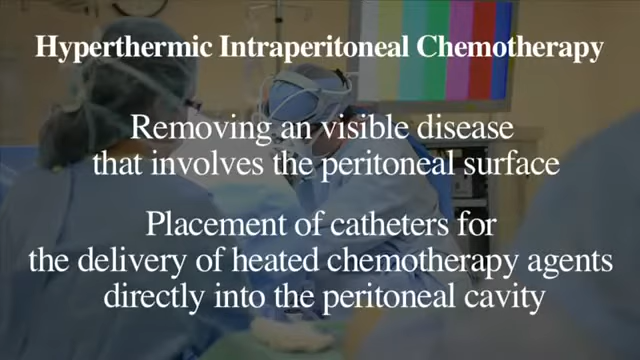 Hyperthermic Intraperitoneal Chemotherapy
Removing an visible disease
that involves the peritoneal surface
Placement of catheters for
the delivery of heated chemotherapy agents
directly into the peritoneal cavity